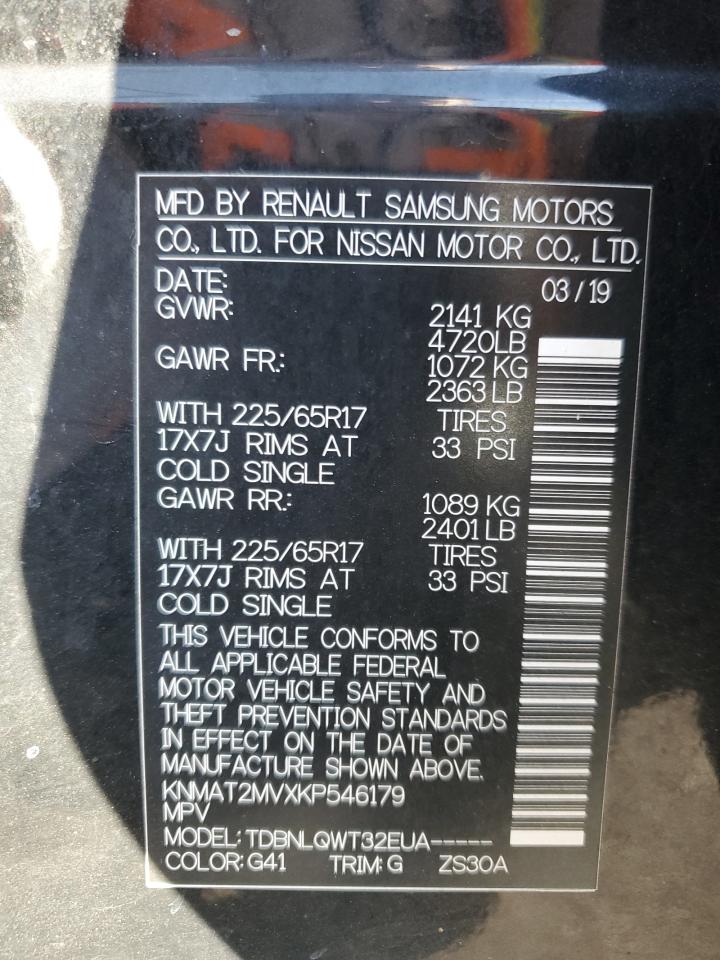 MFD BY RENAULT SAMSUNG MOTORS
CO., LTD. FOR NISSAN MOTOR CO., LTD.
DATE: 03/19
GVWR: 2141 KG
4720LB
GAWR FR.: 1072 KG
2363 LB
WITH 225/65R17 TIRES
17X7J RIMS AT 33 PSI
COLD SINGLE
GAWR RR.: 1089 KG
2401 LB
WITH 225/65R17 TIRES
17X7J RIMS AT 33 PSI
COLD SINGLE
THIS VEHICLE CONFORMS TO
ALL APPLICABLE FEDERAL
MOTOR VEHICLE SAFETY AND
THEFT PREVENTION STANDARDS
IN EFFECT ON THE DATE OF
MANUFACTURE SHOWN ABOVE.
KNMAT2MVXKP546179
MPV
MODEL: TDBNLQWT32EUA-----
COLOR: G41 TRIM: G ZS30A